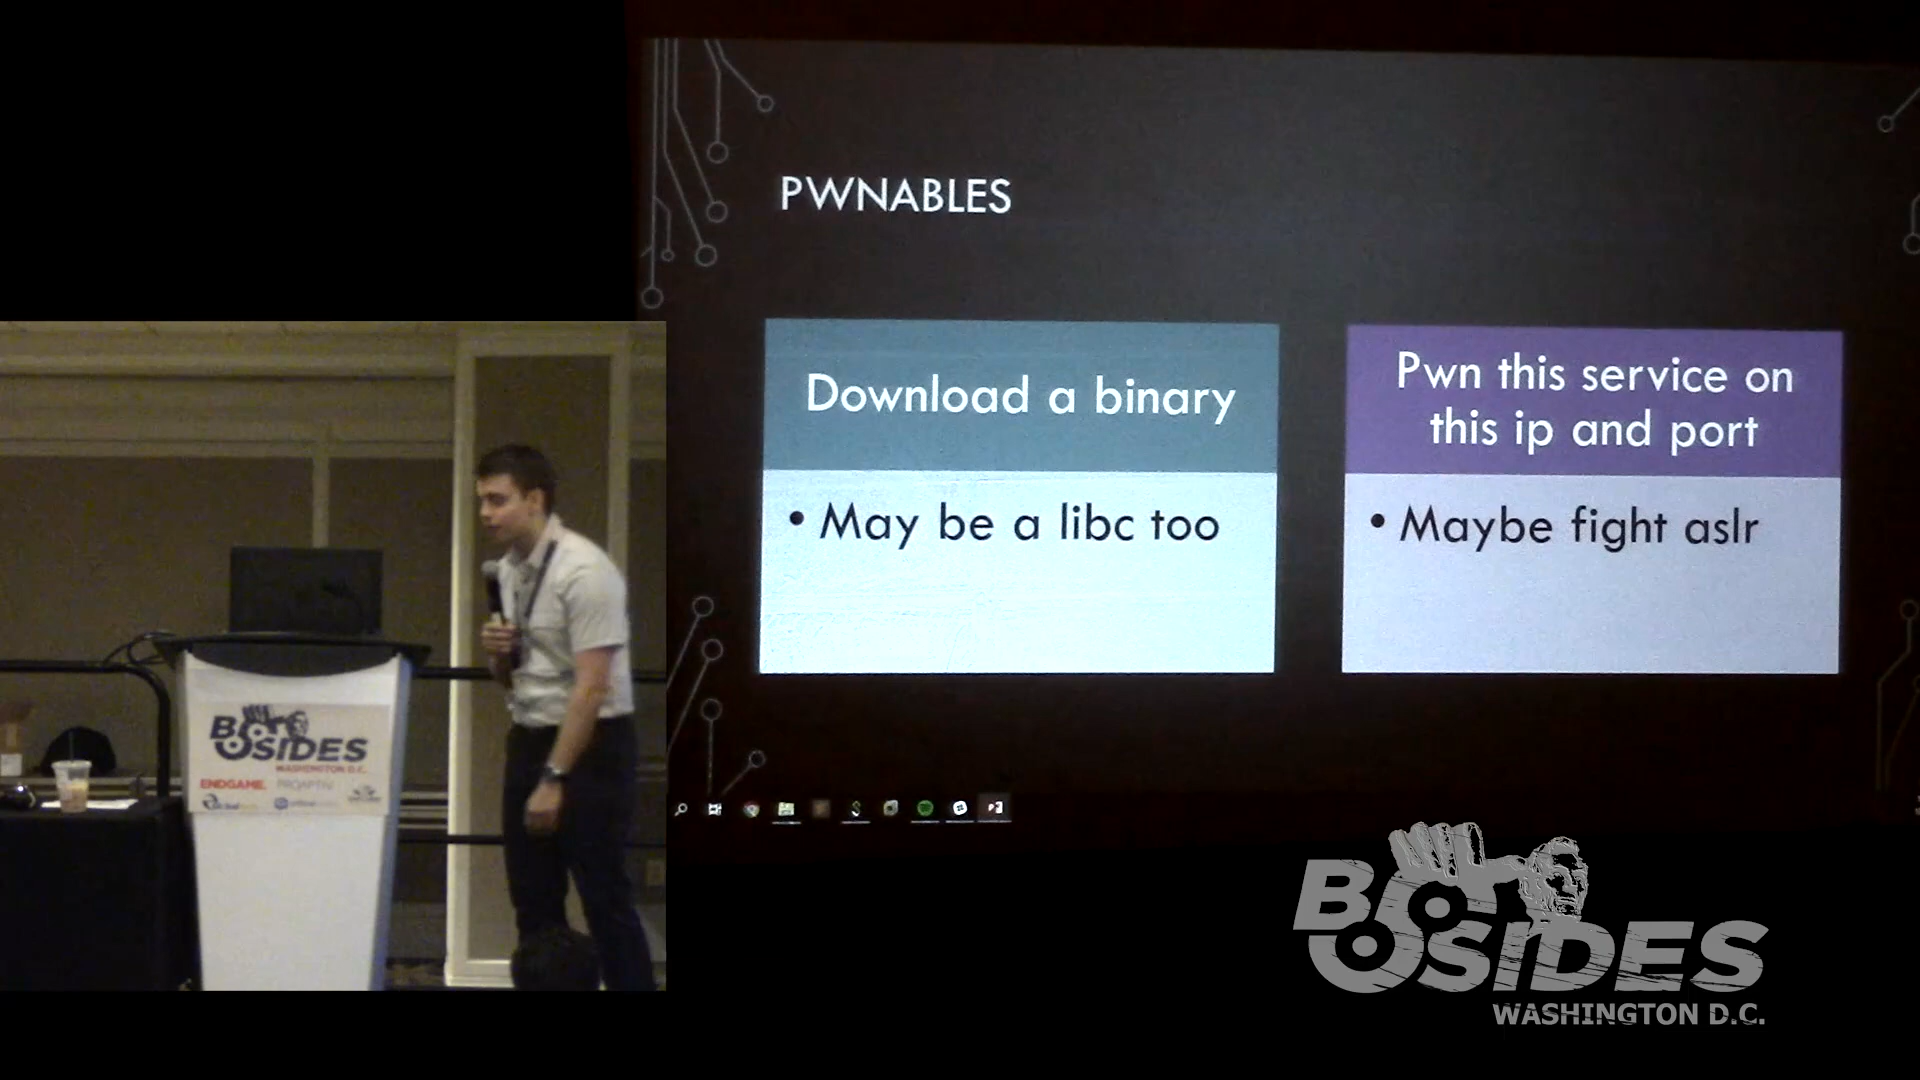 PWNABLES
Download a binary
• May be a libc too
Pwn this service on
this ip and port
• Maybe fight aslr
BSIDES
WASHINGTON D.C.
ENDGAME.
BSIDES
WASHINGTON D.C.